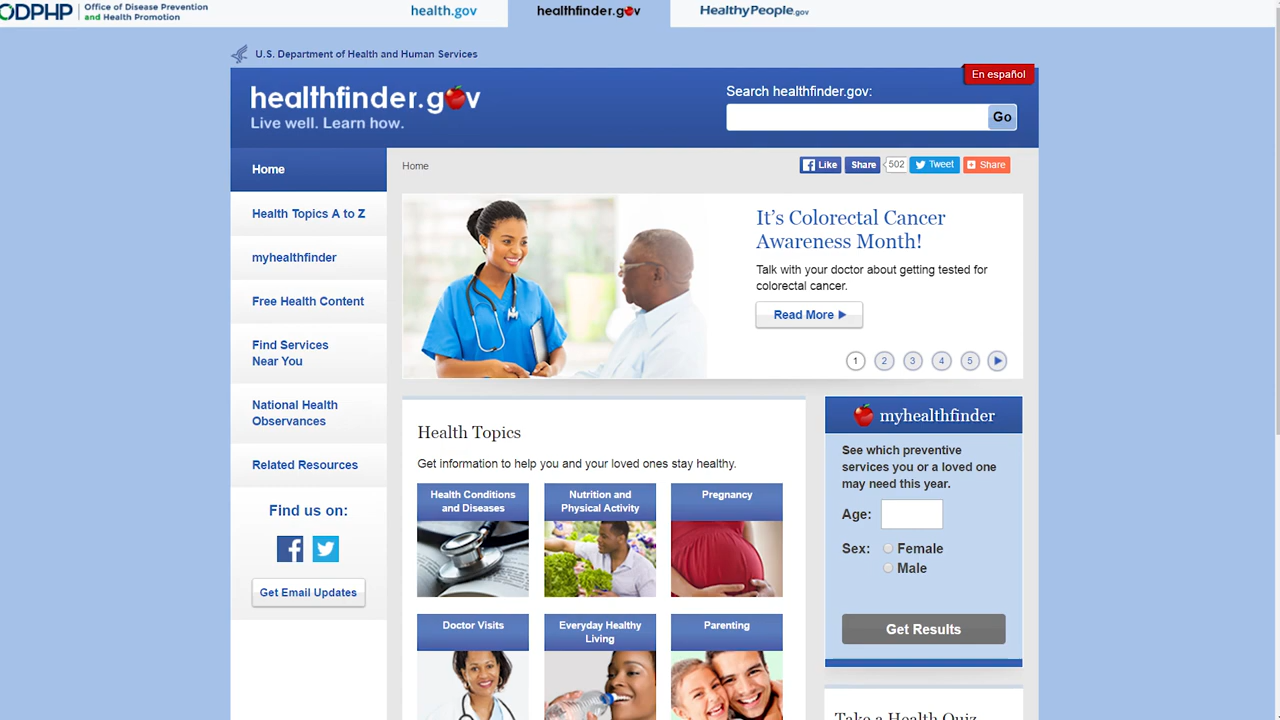 ODPHP
Office of Disease Prevention
and Health Promotion
health.gov
healthfinder.gov
HealthyPeople.gov
U.S. Department of Health and Human Services
En español
healthfinder.gov
Live well. Learn how.
Search healthfinder.gov:
Go
Home
Health Topics A to Z
myhealthfinder
Free Health Content
Find Services
Near You
National Health
Observances
Related Resources
Find us on:
Get Email Updates
Home
Like
Share
502
Tweet
Share
It's Colorectal Cancer
Awareness Month!
Talk with your doctor about getting tested for
colorectal cancer.
Read More
1 2 3 4 5
Health Topics
Get information to help you and your loved ones stay healthy.
Health Conditions
and Diseases
Nutrition and
Physical Activity
Pregnancy
Doctor Visits
Everyday Healthy
Living
Parenting
myhealthfinder
See which preventive
services you or a loved one
may need this year.
Age:
Sex:
Female
Male
Get Results
Take a Health Quiz